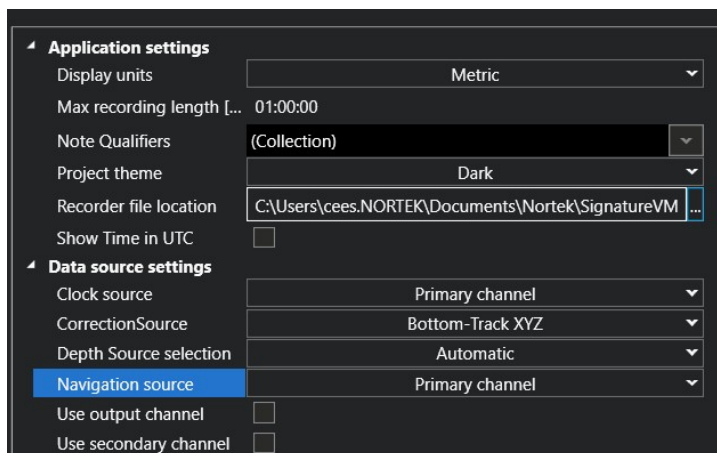 Application settings
Display units Metric
Max recording length [... 01:00:00
Note Qualifiers (Collection)
Project theme Dark
Recorder file location C:\Users\cees.NORTEK\Documents\Nortek\SignatureVM ...
Show Time in UTC
Data source settings
Clock source Primary channel
CorrectionSource Bottom-Track XYZ
Depth Source selection Automatic
Navigation source Primary channel
Use output channel
Use secondary channel